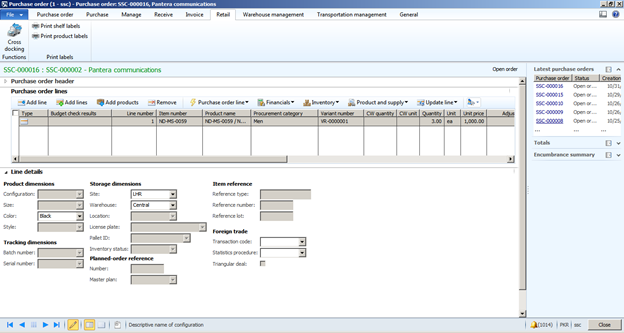 Purchase order (1 - ssc) - Purchase order: SSC-000016, Pantera communications
File Purchase order Purchase Manage Receive Invoice Retail Warehouse management Transportation management General
Cross docking
Functions
Print shelf labels
Print product labels
Print labels
SSC-000016 : SSC-000002 - Pantera communications
Open order
Purchase order header
Purchase order lines
Add line Add lines Add products Remove Purchase order line Financials Inventory Product and supply Update line
Type Budget check results Line number Item number Product name Procurement category Variant number CW quantity CW unit Quantity Unit Unit price Adjus
1 ND-MS-0059 ND-MS-0059 / N... Men VR-0000001 3.00 ea 1,000.00
Line details
Product dimensions
Configuration:
Size:
Color: Black
Style:
Tracking dimensions
Batch number:
Serial number:
Storage dimensions
Site: LHR
Warehouse: Central
Location:
License plate:
Pallet ID:
Inventory status:
Planned-order reference
Number:
Master plan:
Item reference
Reference type:
Reference number:
Reference lot:
Foreign trade
Transaction code:
Statistics procedure:
Triangular deal:
Latest purchase orders
Purchase order Status Creation
SSC-000016 Open or... 10/31/
SSC-000015 Open or... 10/29,
SSC-000010 Open or... 10/26,
SSC-000009 Open or... 10/26,
SSC-000008 Open or... 10/25,
... ... ...
Totals
Encumbrance summary
Descriptive name of configuration
(1014) PKR ssc Close